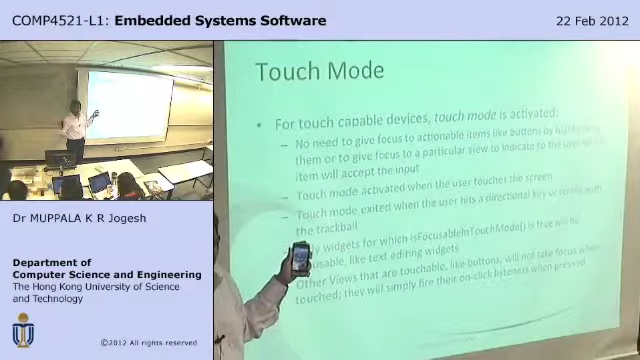 COMP4521-L1: Embedded Systems Software
22 Feb 2012
Touch Mode
• For touch capable devices, touch mode is activated:
– No need to give focus to actionable items like buttons by
them or to give focus to a particular view to indicate to the
item will accept the input
– Touch mode activated when the user touches the screen
– Touch mode exited when the user hits a directional key or scrolls with
the trackball
widgets for which isFocusableInTouchMode() is true will be
like text editing widgets
Other Views that are touchable, like buttons, will not take focus when
touched; they will simply fire their on-click listeners when pressed
Dr MUPPALA K R Jogesh
Department of
Computer Science and Engineering
The Hong Kong University of Science
and Technology
©2012 All rights reserved